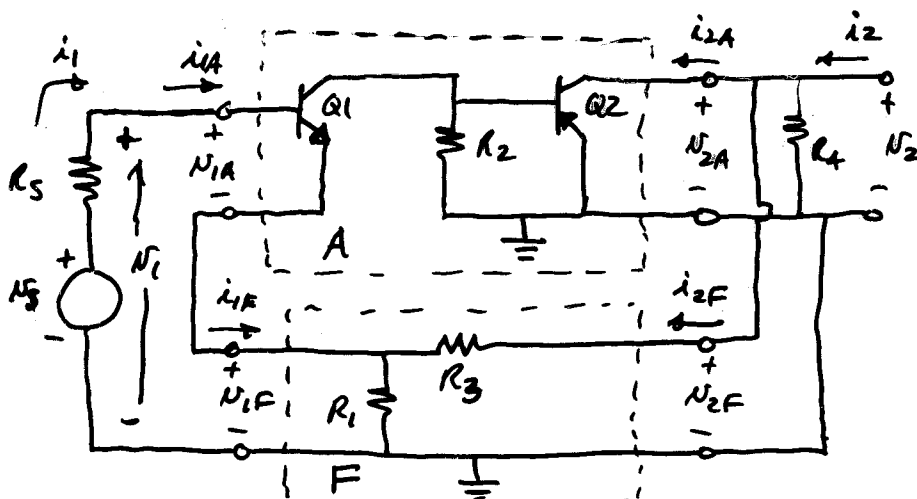 i1
i1A
i2A
i2
+
Q1
Q2
+
+
+
+
R2
R4
RS
v1A
v2A
v2
−
−
−
+
v1
A
vS
−
i1F
i2F
−
+
R3
+
v1F
R1
v2F
−
−
F